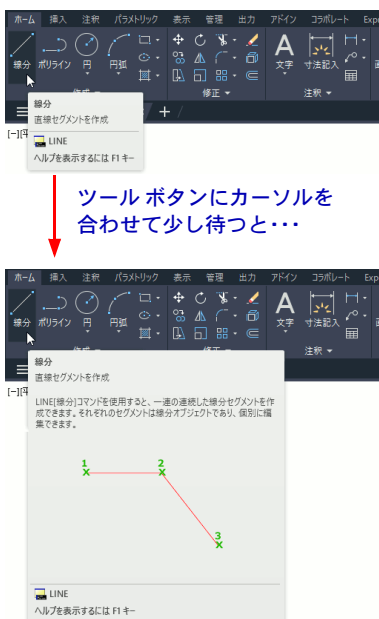 ホーム 挿入 注釈 パラメトリック 表示 管理 出力 アドイン コラボレート Expr
線分 ポリライン 円 円弧 文字 寸法記入
修正 注釈
線分
直線セグメントを作成
LINE
ヘルプを表示するには F1 キー
[−][平
ツール ボタンにカーソルを
合わせて少し待つと・・・
ホーム 挿入 注釈 パラメトリック 表示 管理 出力 アドイン コラボレート Exp
線分 ポリライン 円 円弧 文字 寸法記入
注釈
線分
直線セグメントを作成
[−][平
LINE[線分]コマンドを使用すると、一連の連続した線分セグメントを作
成できます。それぞれのセグメントは線分オブジェクトであり、個別に編
集できます。
1 2
3
LINE
ヘルプを表示するには F1 キー